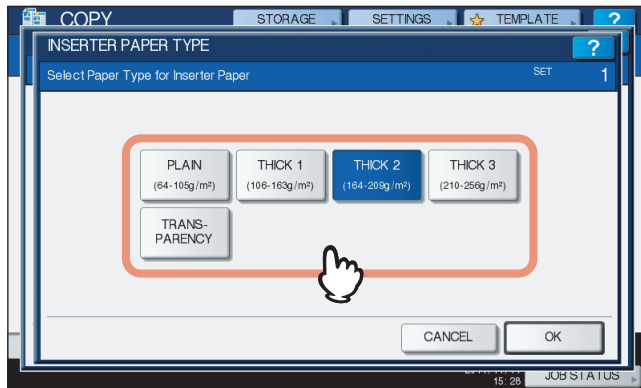 COPY STORAGE SETTINGS TEMPLATE ?
INSERTER PAPER TYPE ?
Select Paper Type for Inserter Paper SET 1
PLAIN THICK 1 THICK 2 THICK 3
(64-105g/m²) (106-163g/m²) (164-209g/m²) (210-256g/m²)
TRANS-
PARENCY
CANCEL OK
15:28 JOB STATUS